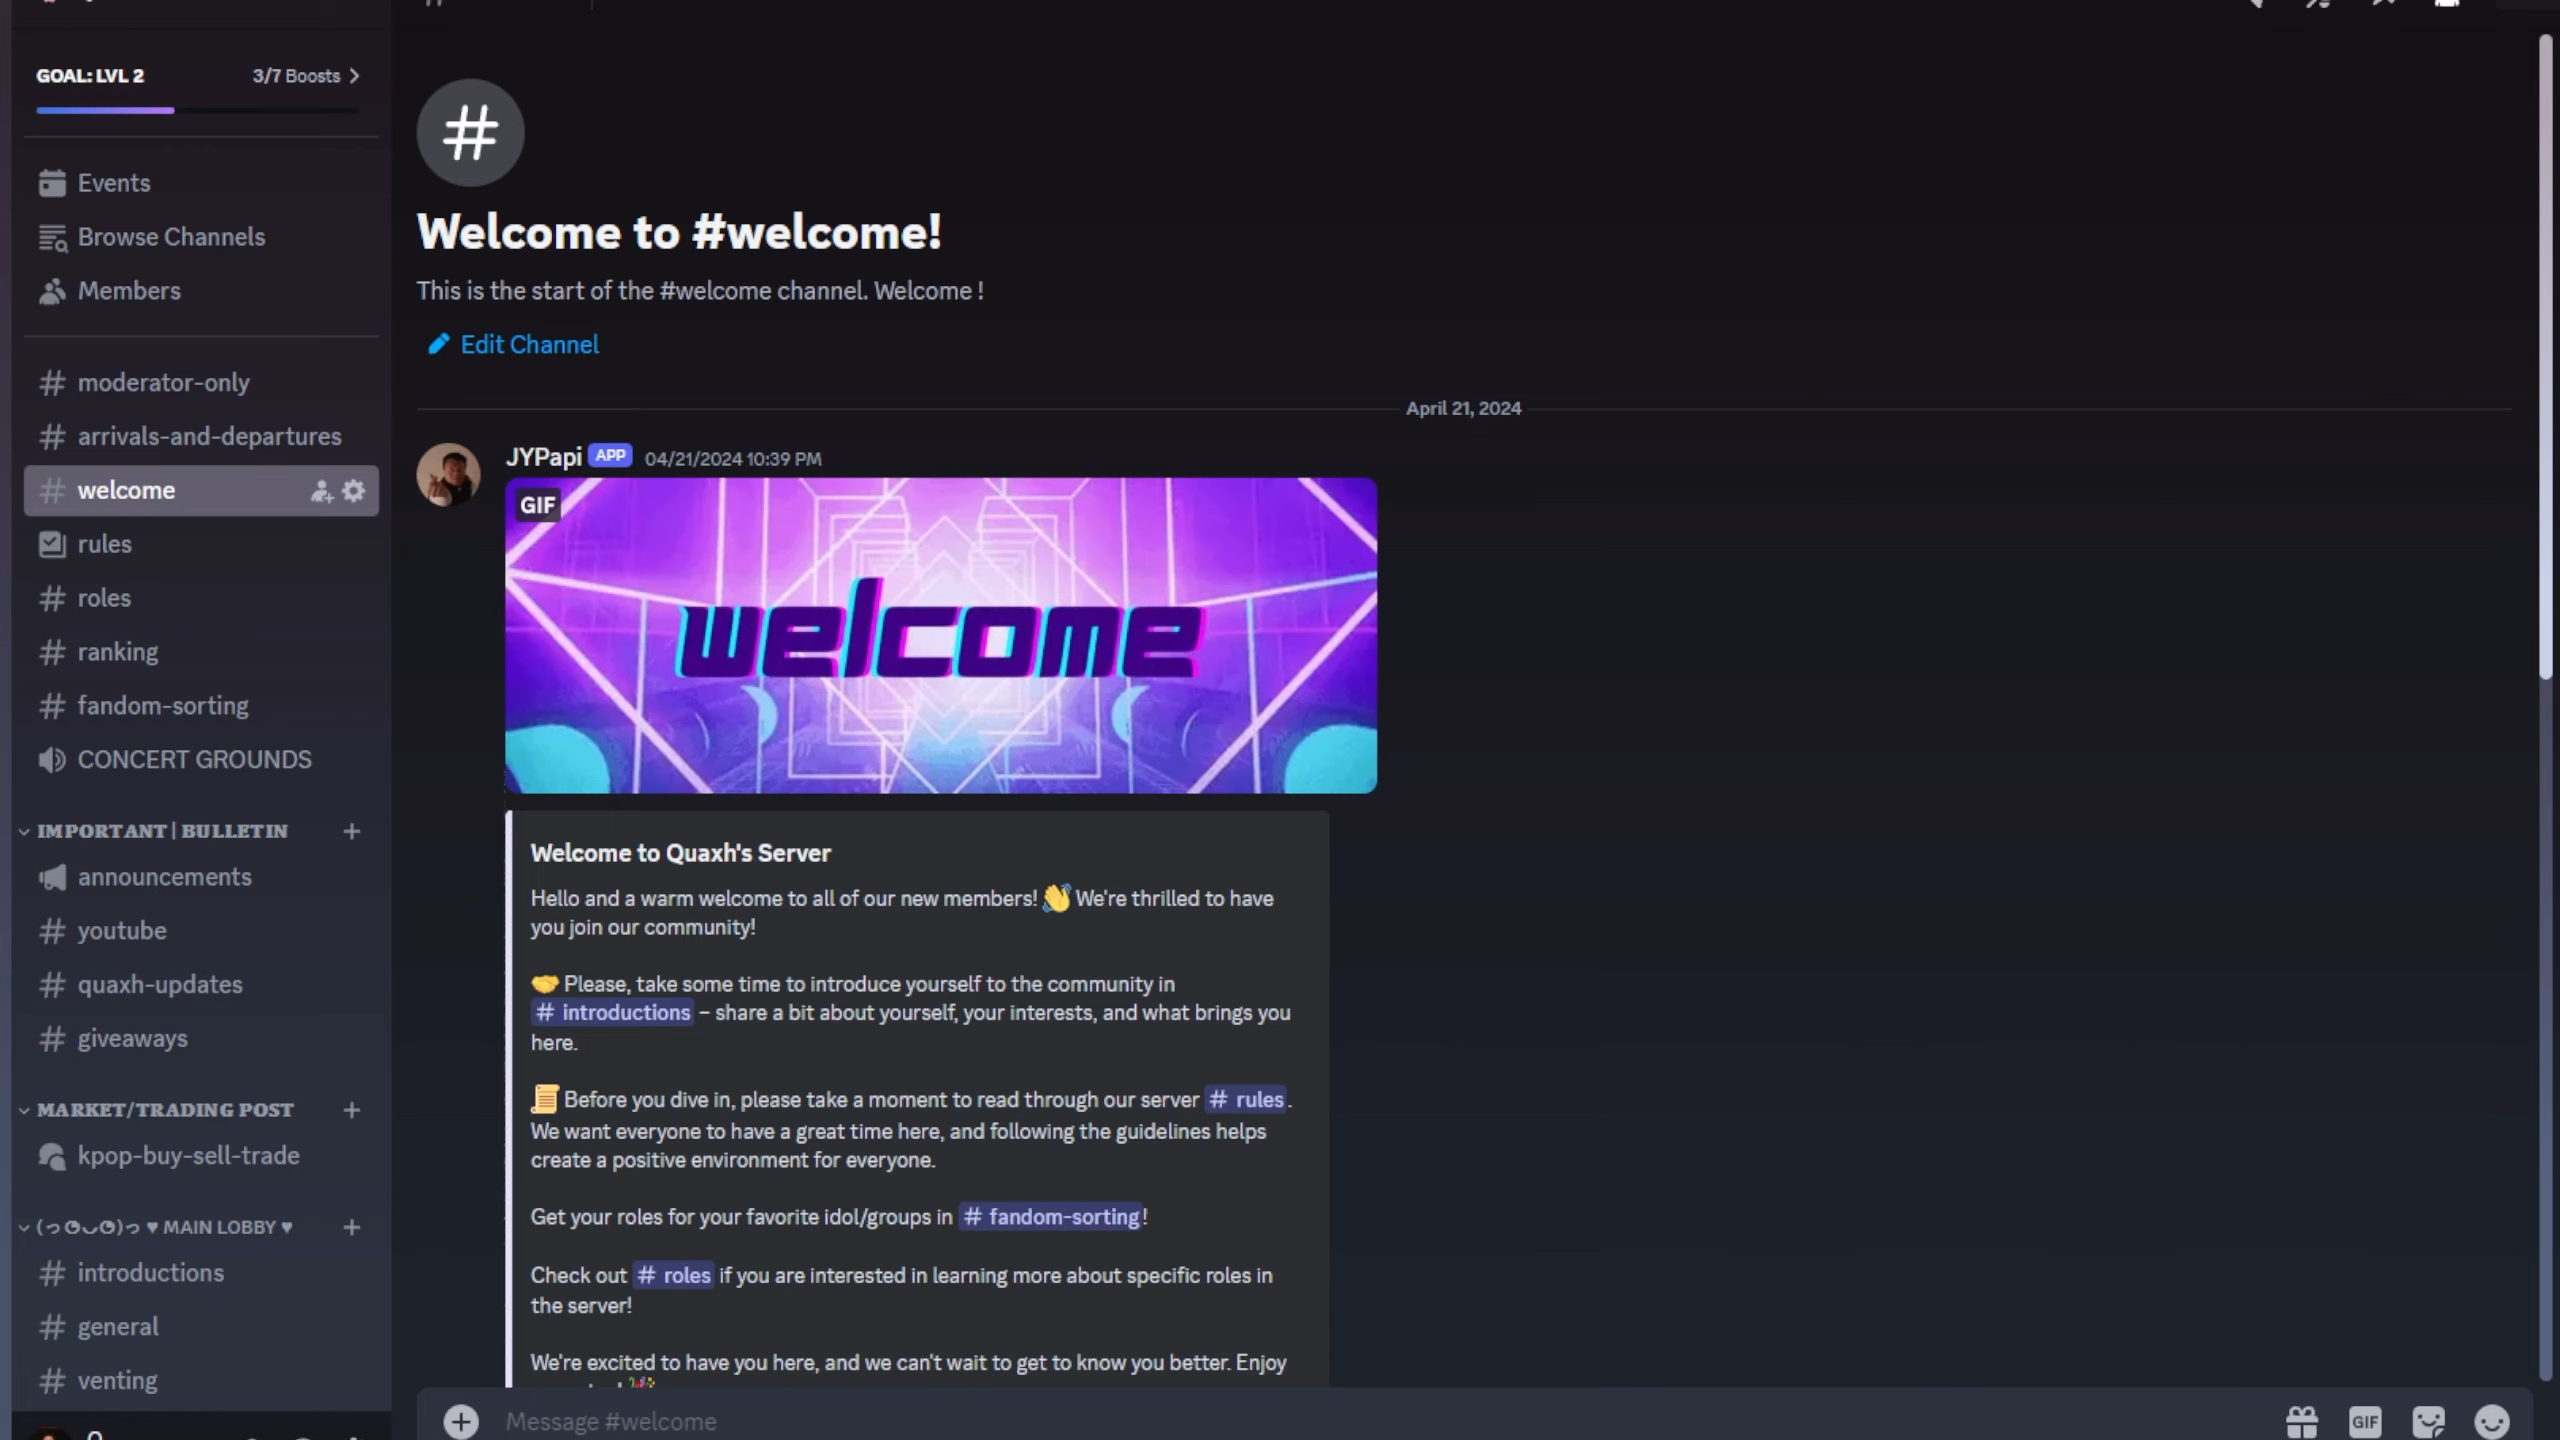 GOAL: LVL 2
3/7 Boosts
Events
Browse Channels
Members
moderator-only
arrivals-and-departures
welcome
rules
roles
ranking
fandom-sorting
CONCERT GROUNDS
IMPORTANT | BULLETIN
announcements
youtube
quaxh-updates
giveaways
MARKET/TRADING POST
kpop-buy-sell-trade
(っ◔◡◔)っ ♥ MAIN LOBBY ♥
introductions
general
venting
#
Welcome to #welcome!
This is the start of the #welcome channel. Welcome !
Edit Channel
April 21, 2024
JYPapi APP 04/21/2024 10:39 PM
GIF
welcome
Welcome to Quaxh's Server
Hello and a warm welcome to all of our new members! 👋 We're thrilled to have
you join our community!
🤝 Please, take some time to introduce yourself to the community in
# introductions – share a bit about yourself, your interests, and what brings you
here.
📜 Before you dive in, please take a moment to read through our server # rules.
We want everyone to have a great time here, and following the guidelines helps
create a positive environment for everyone.
Get your roles for your favorite idol/groups in # fandom-sorting!
Check out # roles if you are interested in learning more about specific roles in
the server!
We're excited to have you here, and we can't wait to get to know you better. Enjoy
Message #welcome
GIF